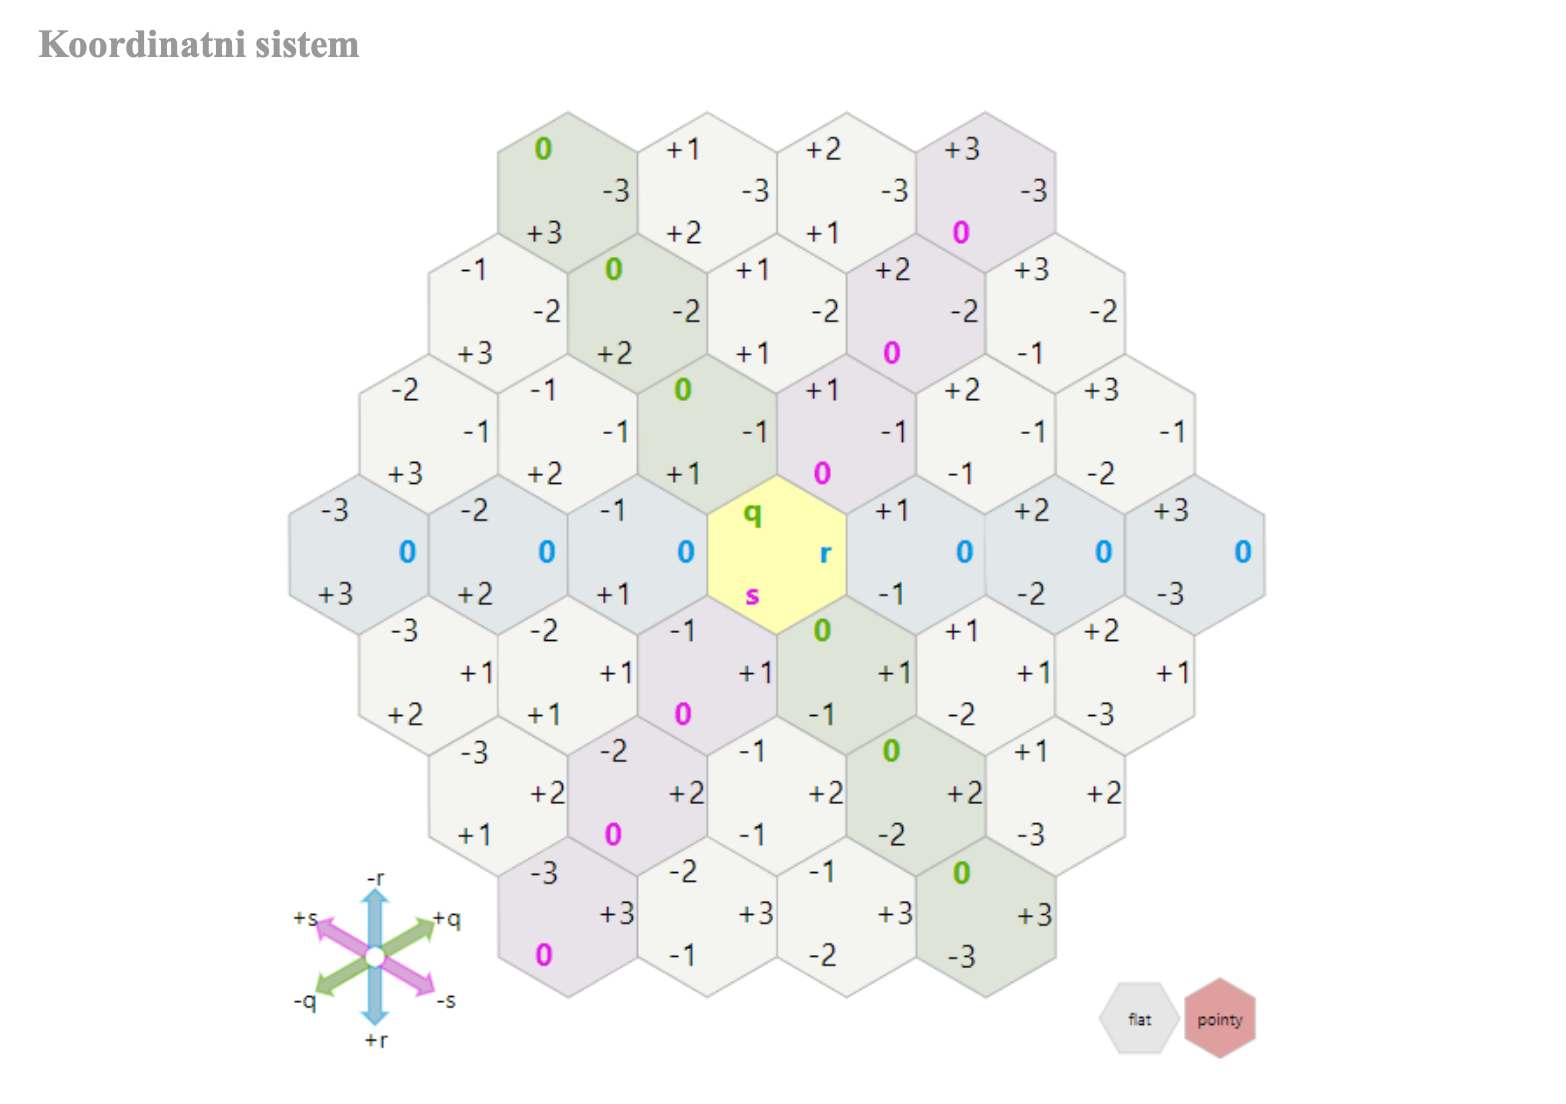 Koordinatni sistem
0 +1 +2 +3
-3 -3 -3 -3
+3 +2 +1 0
-1 0 +1 +2 +3
-2 -2 -2 -2 -2
+3 +2 +1 0 -1
-2 -1 0 +1 +2 +3
-1 -1 -1 -1 -1 -1
+3 +2 +1 0 -1 -2
-3 -2 -1 q +1 +2 +3
0 0 0 r 0 0 0
+3 +2 +1 s -1 -2 -3
-3 -2 -1 0 +1 +2
+1 +1 +1 +1 +1 +1
+2 +1 0 -1 -2 -3
-3 -2 -1 0 +1
+2 +2 +2 +2 +2
+1 0 -1 -2 -3
-3 -2 -1 0
+3 +3 +3 +3
0 -1 -2 -3
-r
+s +q
-q -s
+r
flat pointy